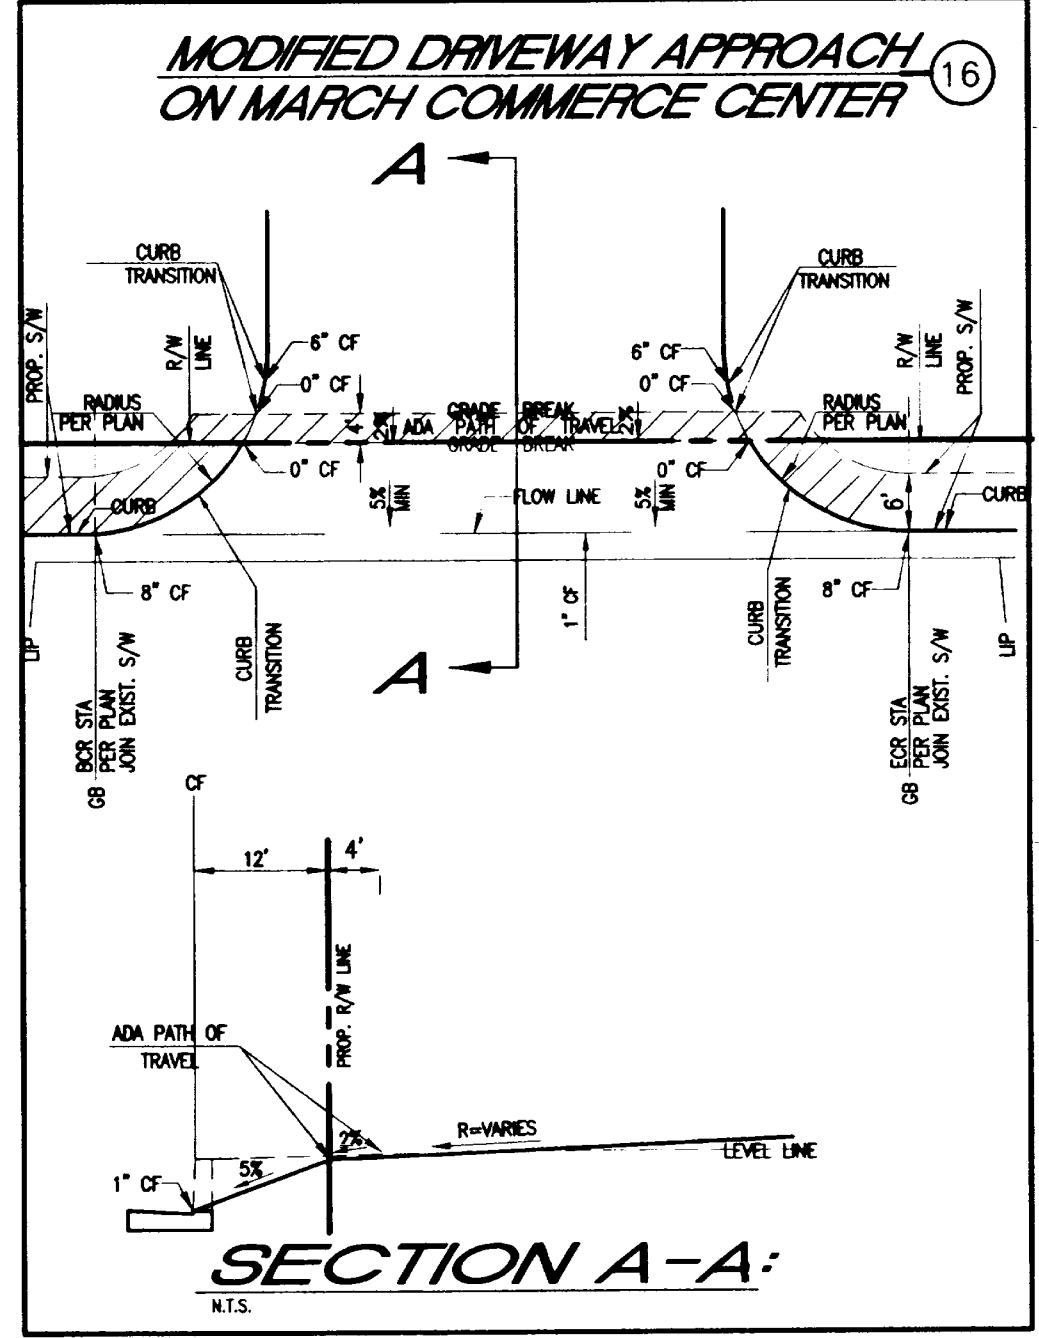 MODIFIED DRIVEWAY APPROACH
ON MARCH COMMERCE CENTER
16
A
CURB
TRANSITION
CURB
TRANSITION
PROP. S/W
R/W
LINE
6" CF
0" CF
6" CF
0" CF
R/W
LINE
PROP. S/W
RADIUS
PER PLAN
4'
2%
GRADE BREAK
ADA PATH OF TRAVEL
GRADE BREAK
2%
RADIUS
PER PLAN
0" CF
0" CF
5%
MIN
FLOW LINE
5%
MIN
6'
CURB
CURB
8" CF
1" CF
8" CF
LIP
CURB
TRANSITION
CURB
TRANSITION
LIP
A
BCR STA
PER PLAN
JOIN EXIST. S/W
GB
ECR STA
PER PLAN
JOIN EXIST. S/W
GB
CF
12'
4'
PROP. R/W LINE
ADA PATH OF
TRAVEL
2%
R=VARIES
LEVEL LINE
5%
1" CF
SECTION A-A:
N.T.S.